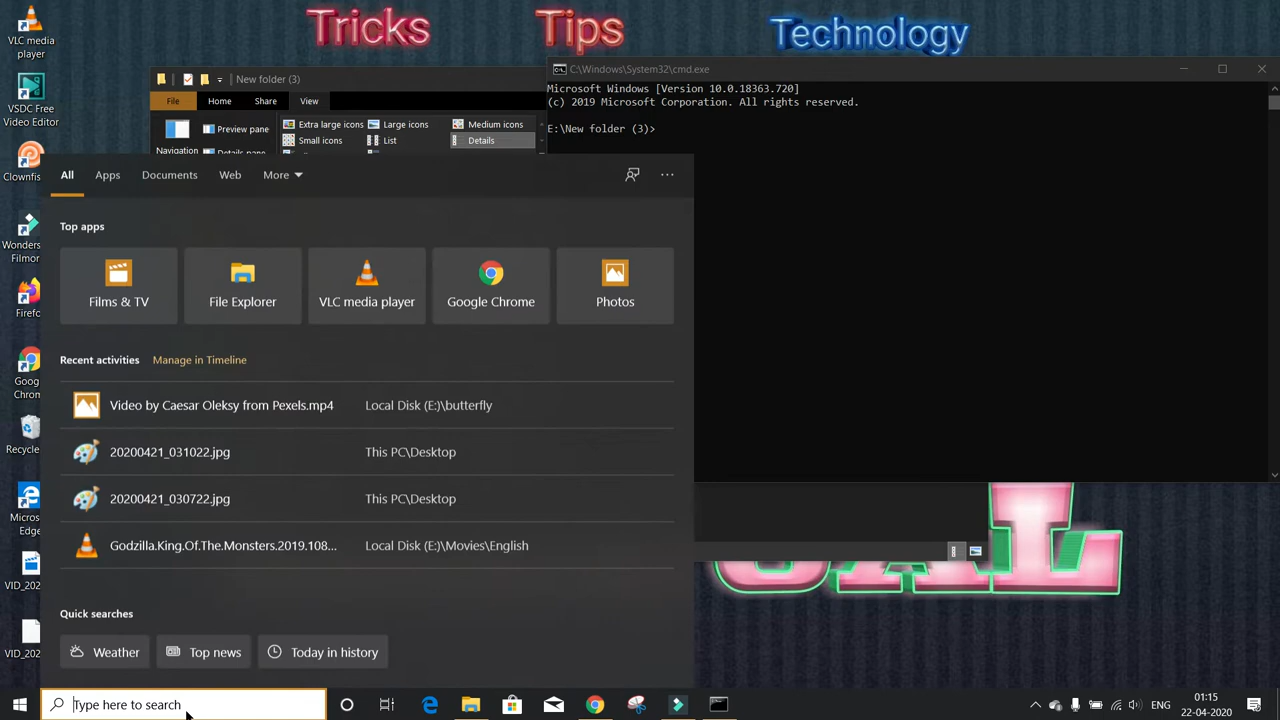 Tricks Tips Technology
VLC media
player
VSDC Free
Video Editor
Clownfis
Wonders
Filmor
Firefo
Goog
Chrom
Recycle
Micros
Edge
VID_202
VID_202
New folder (3)
File Home Share View
Preview pane
Navigation
Extra large icons Large icons Medium icons
Small icons List Details
C:\Windows\System32\cmd.exe
Microsoft Windows [Version 10.0.18363.720]
(c) 2019 Microsoft Corporation. All rights reserved.
E:\New folder (3)>
All Apps Documents Web More
Top apps
Films & TV File Explorer VLC media player Google Chrome Photos
Recent activities Manage in Timeline
Video by Caesar Oleksy from Pexels.mp4 Local Disk (E:)\butterfly
20200421_031022.jpg This PC\Desktop
20200421_030722.jpg This PC\Desktop
Godzilla.King.Of.The.Monsters.2019.108... Local Disk (E:)\Movies\English
Quick searches
Weather Top news Today in history
Type here to search
01:15
22-04-2020